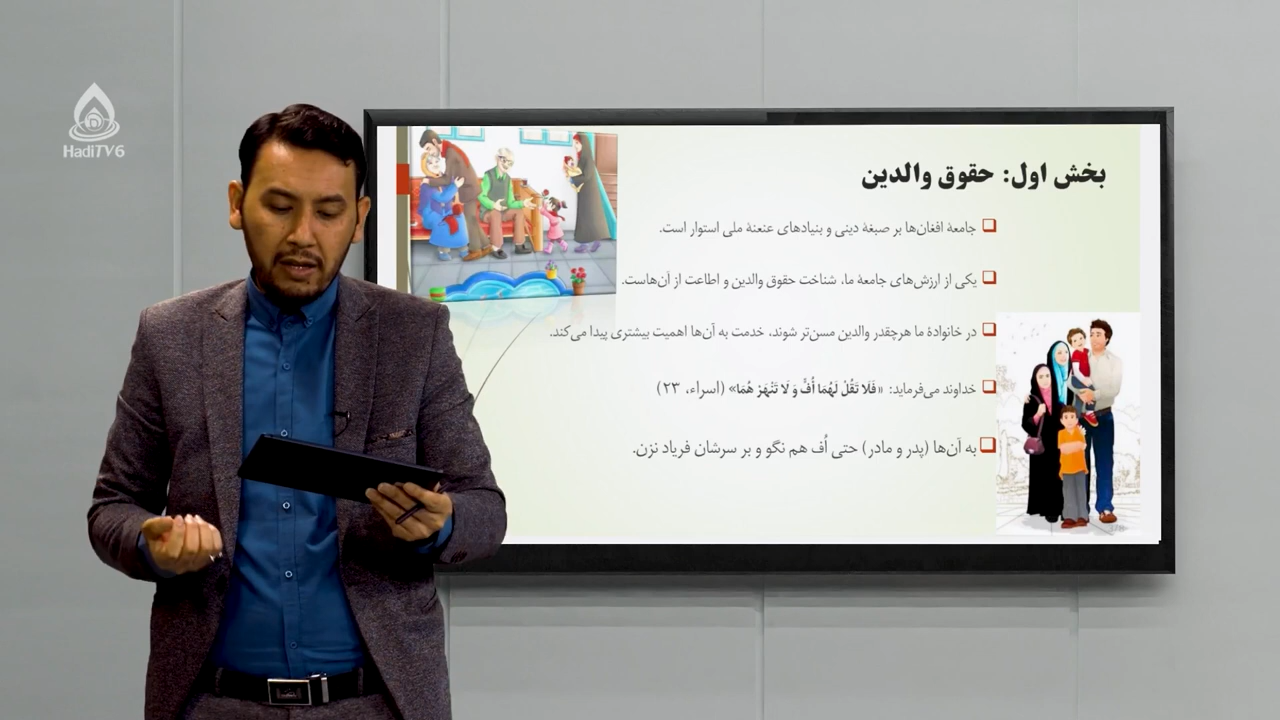 HadiTV6
بخش اول: حقوق والدین
جامعهٔ افغان‌ها بر صبغهٔ دینی و بنیادهای عنعنهٔ ملی استوار است.
یکی از ارزش‌های جامعهٔ ما، شناخت حقوق والدین و اطاعت از آن‌هاست.
در خانوادهٔ ما هرچقدر والدین مسن‌تر شوند، خدمت به آن‌ها اهمیت بیشتری پیدا می‌کند.
خداوند می‌فرماید: «فَلا تَقُلْ لَهُمَا أُفٍّ وَ لَا تَنْهَرْ هُمَا» (اسراء، ۲۳)
به آن‌ها (پدر و مادر) حتی أُف هم نگو و بر سرشان فریاد نزن.